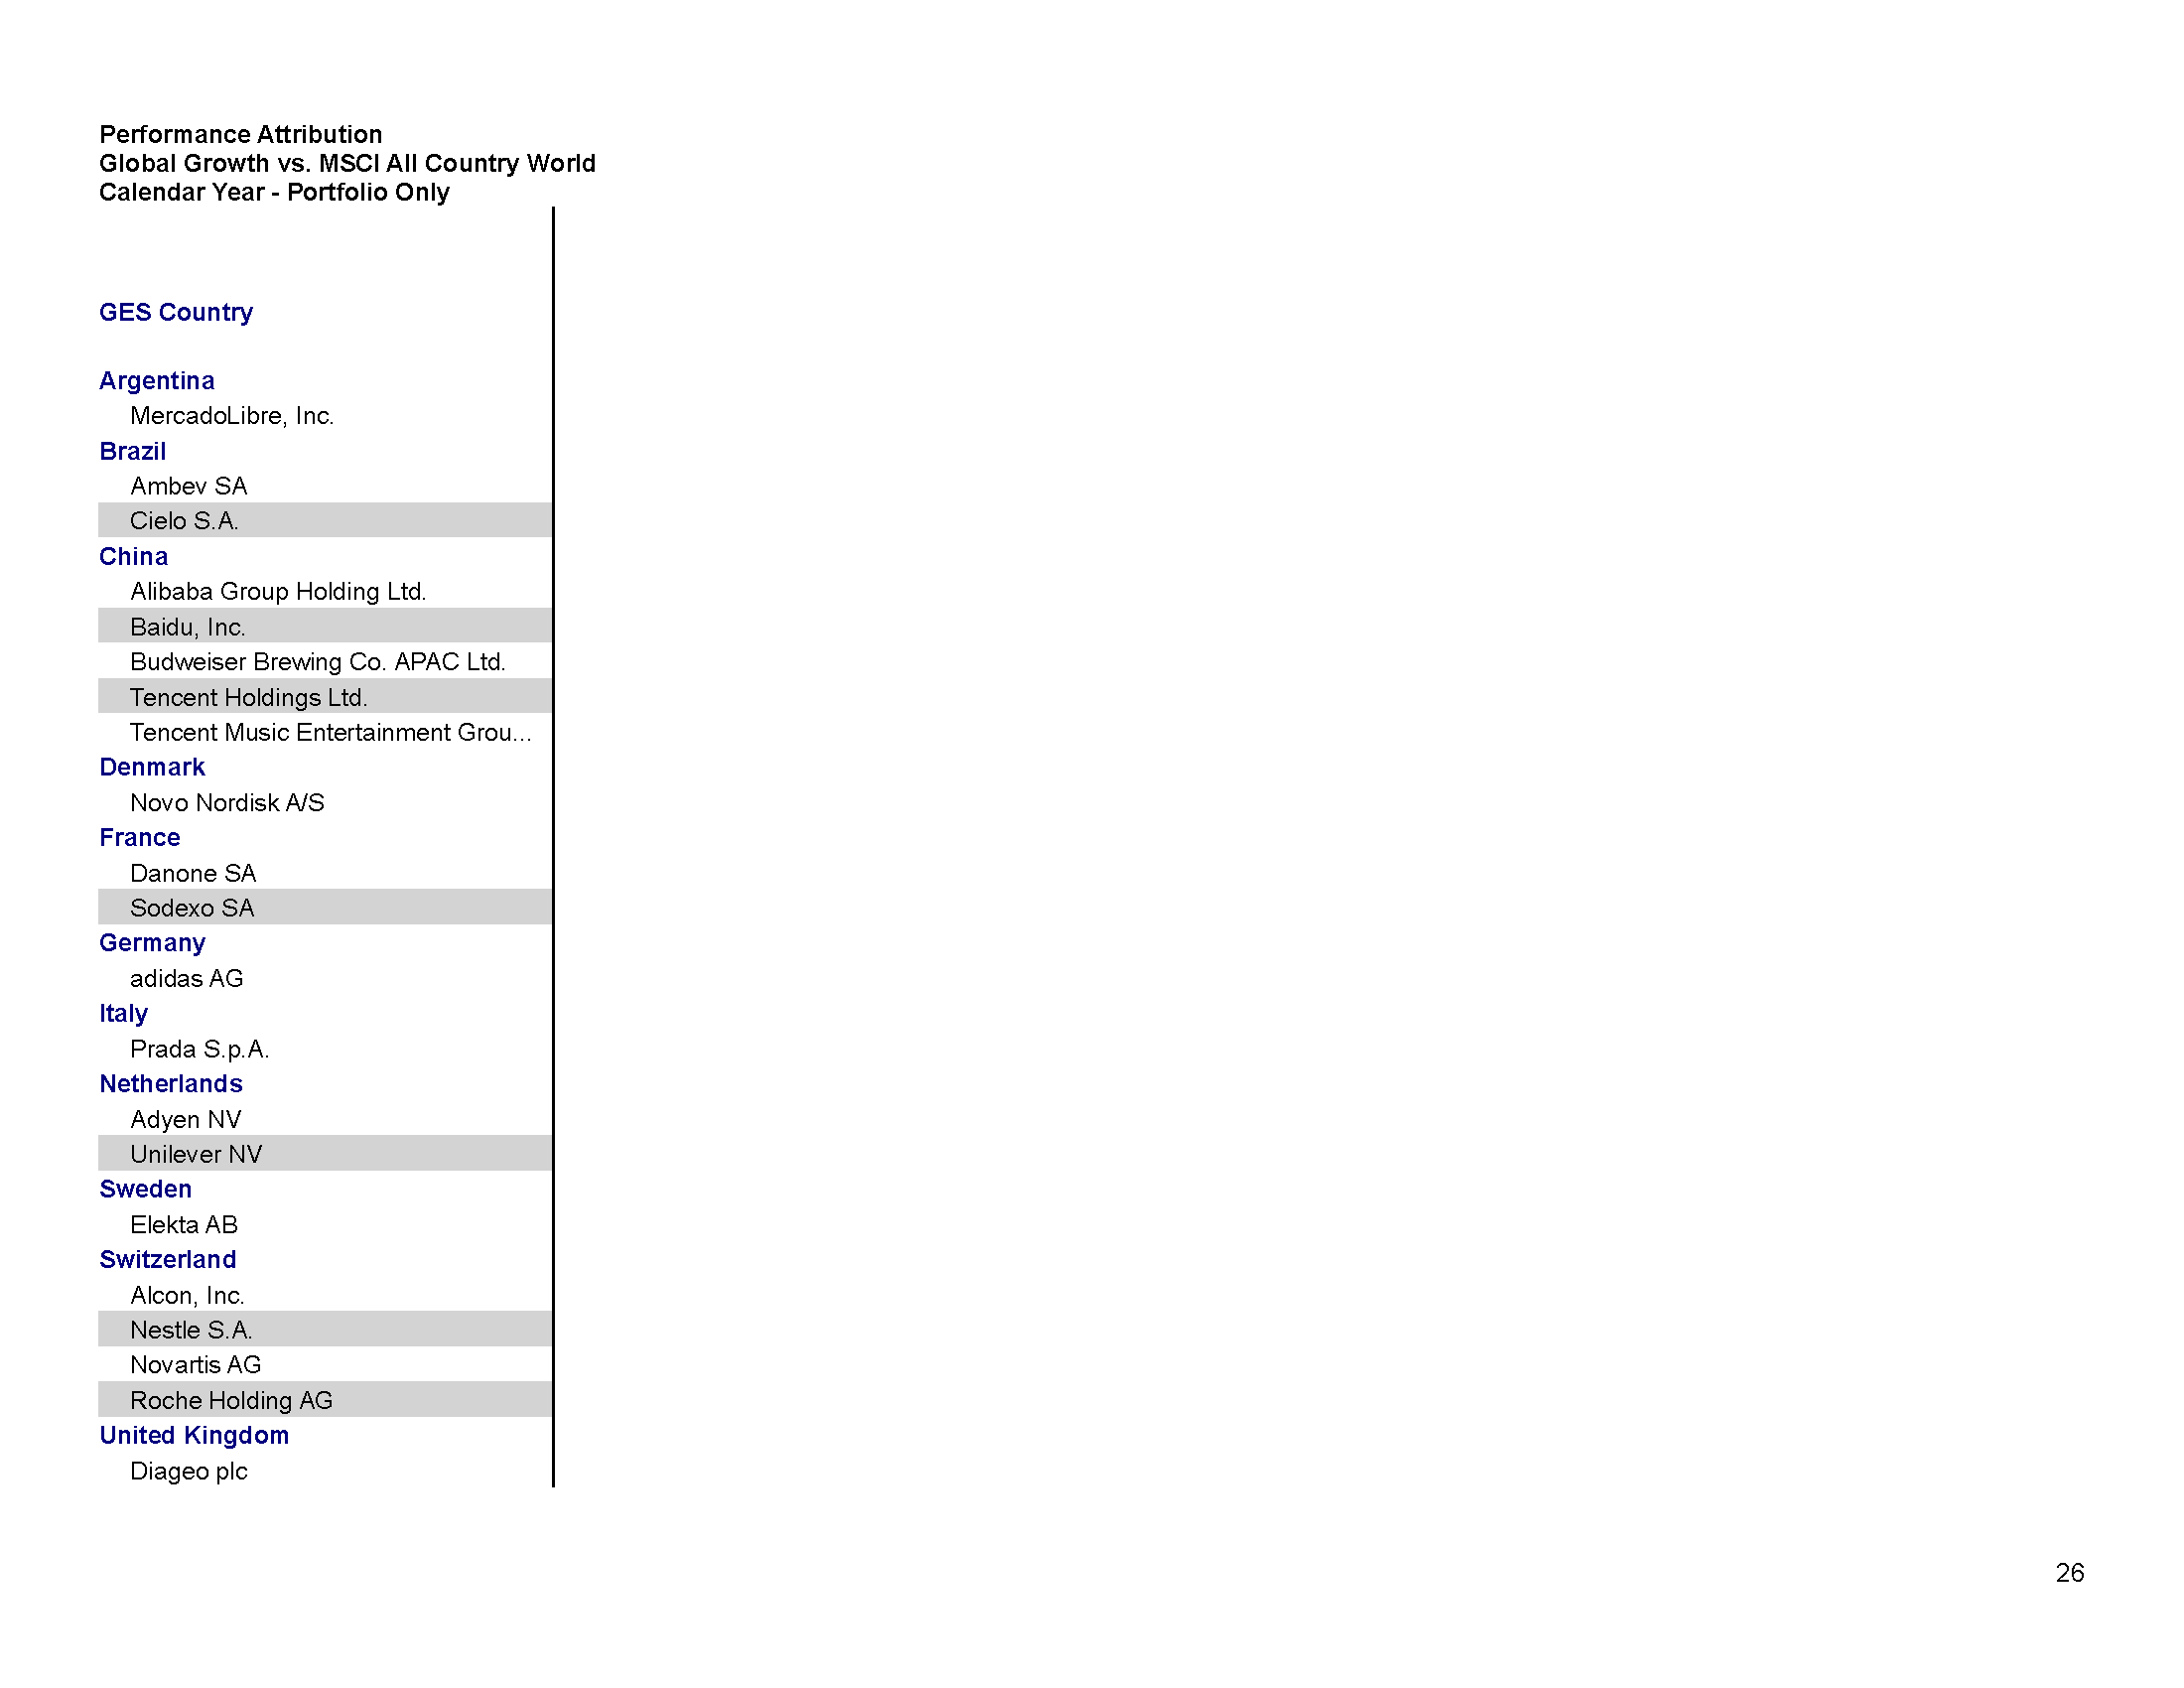 Performance Attribution
Global Growth vs. MSCI All Country World
Calendar Year - Portfolio Only
GES Country
Argentina
MercadoLibre, Inc.
Brazil
Ambev SA
Cielo S.A.
China
Alibaba Group Holding Ltd.
Baidu, Inc.
Budweiser Brewing Co. APAC Ltd.
Tencent Holdings Ltd.
Tencent Music Entertainment Grou...
Denmark
Novo Nordisk A/S
France
Danone SA
Sodexo SA
Germany
adidas AG
Italy
Prada S.p.A.
Netherlands
Adyen NV
Unilever NV
Sweden
Elekta AB
Switzerland
Alcon, Inc.
Nestle S.A.
Novartis AG
Roche Holding AG
United Kingdom
Diageo plc
26